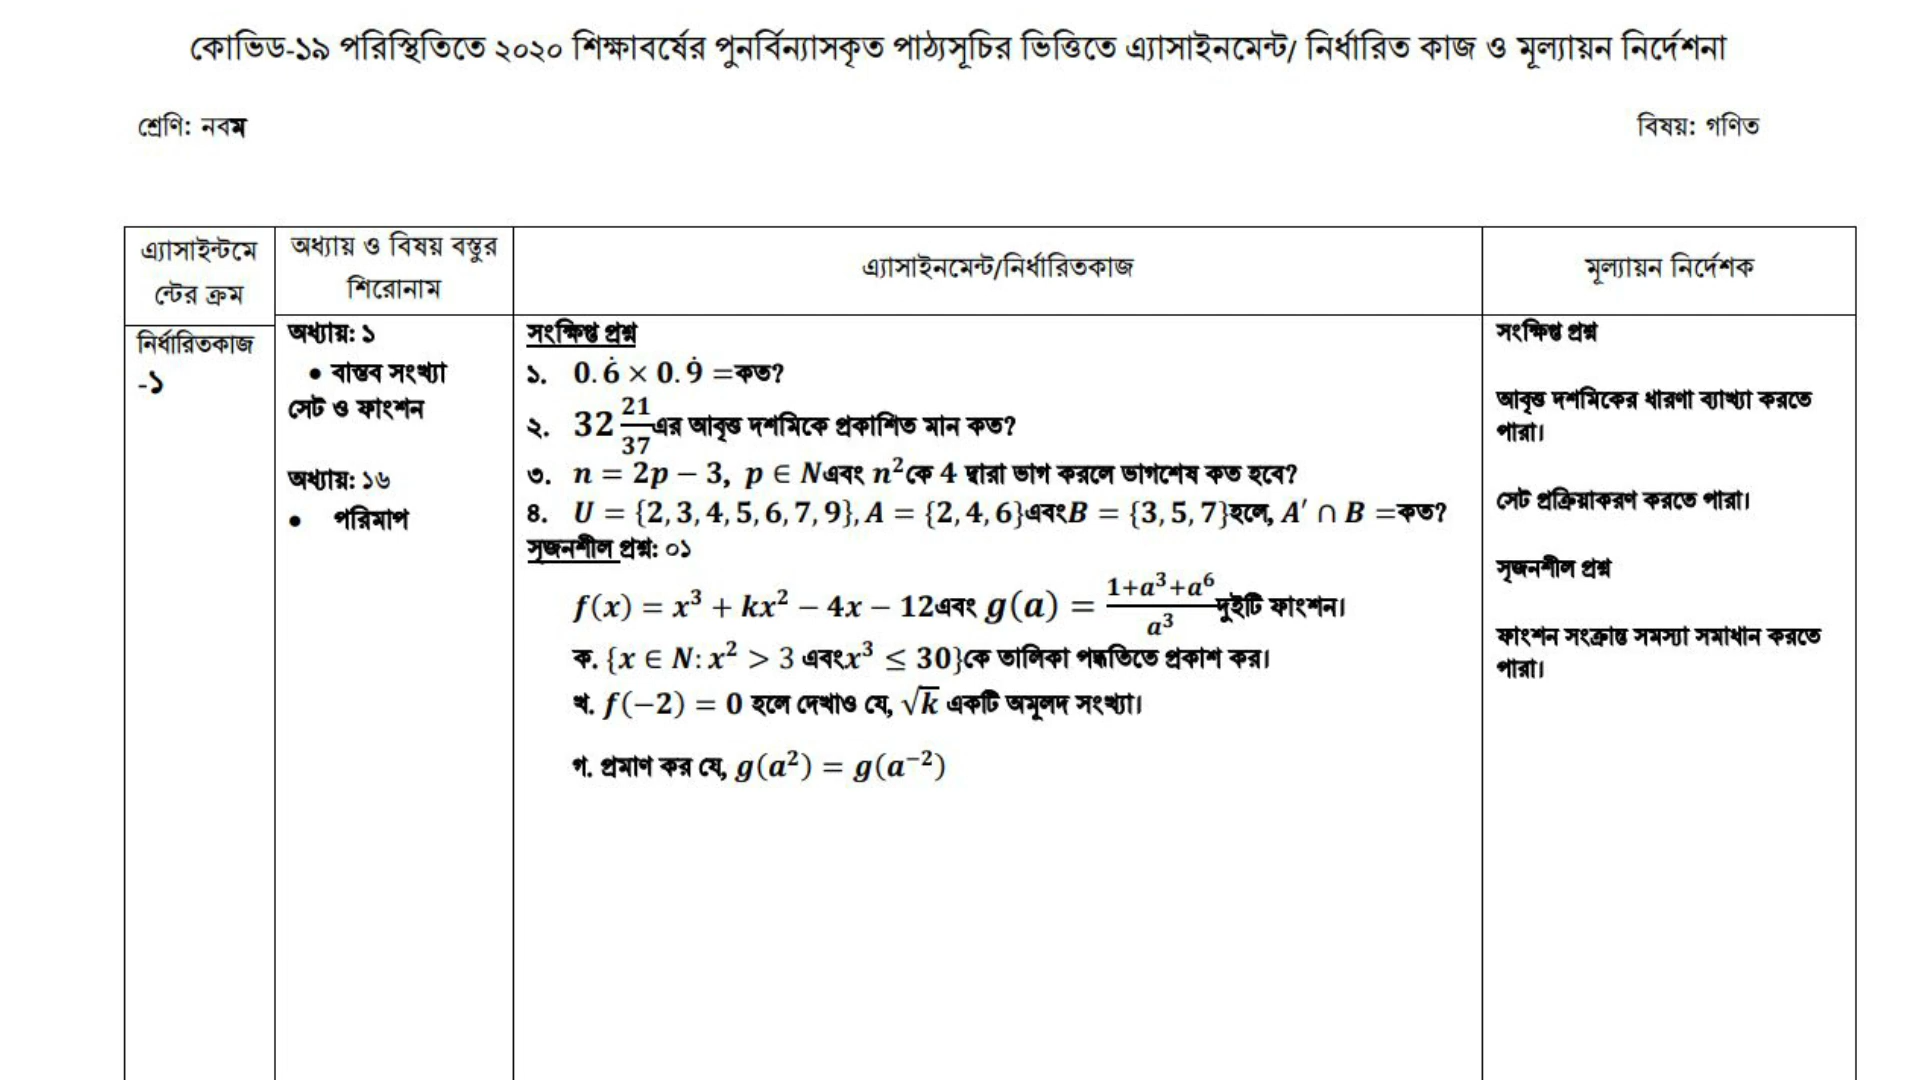 কোভিড-১৯ পরিস্থিতিতে ২০২০ শিক্ষাবর্ষের পুনর্বিন্যাসকৃত পাঠ্যসূচির ভিত্তিতে এ্যাসাইনমেন্ট/ নির্ধারিত কাজ ও মূল্যায়ন নির্দেশনা
শ্রেণি: নবম
বিষয়: গণিত
এ্যাসাইন্টমে
ন্টের ক্রম
অধ্যায় ও বিষয় বস্তুর
শিরোনাম
এ্যাসাইনমেন্ট/নির্ধারিতকাজ
মূল্যায়ন নির্দেশক
নির্ধারিতকাজ
-১
অধ্যায়: ১
• বাস্তব সংখ্যা
সেট ও ফাংশন
অধ্যায়: ১৬
• পরিমাপ
সংক্ষিপ্ত প্রশ্ন
১. 0.6̇ × 0.9̇ =কত?
২. 32 21/37 এর আবৃত্ত দশমিকে প্রকাশিত মান কত?
৩. n = 2p − 3, p ∈ N এবং n² কে 4 দ্বারা ভাগ করলে ভাগশেষ কত হবে?
৪. U = {2, 3, 4, 5, 6, 7, 9}, A = {2, 4, 6}এবংB = {3, 5, 7}হলে, A′ ∩ B =কত?
সৃজনশীল প্রশ্ন: ০১
f(x) = x³ + kx² − 4x − 12এবং g(a) = (1+a³+a⁶)/a³ দুইটি ফাংশন।
ক. {x ∈ N: x² > 3 এবংx³ ≤ 30}কে তালিকা পদ্ধতিতে প্রকাশ কর।
খ. f(−2) = 0 হলে দেখাও যে, √k একটি অমূলদ সংখ্যা।
গ. প্রমাণ কর যে, g(a²) = g(a⁻²)
সংক্ষিপ্ত প্রশ্ন
আবৃত্ত দশমিকের ধারণা ব্যাখ্যা করতে
পারা।
সেট প্রক্রিয়াকরণ করতে পারা।
সৃজনশীল প্রশ্ন
ফাংশন সংক্রান্ত সমস্যা সমাধান করতে
পারা।